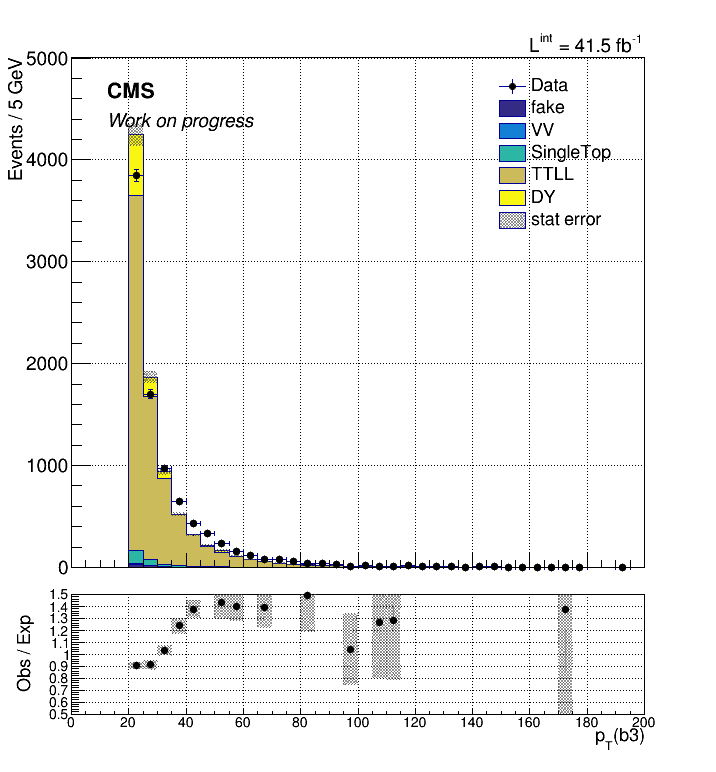 L^int = 41.5 fb^-1
Events / 5 GeV
5000
4000
3000
2000
1000
0
CMS
Work on progress
Data
fake
VV
SingleTop
TTLL
DY
stat error
Obs / Exp
1.5
1.4
1.3
1.2
1.1
1
0.9
0.8
0.7
0.6
0.5
0 20 40 60 80 100 120 140 160 180 200
p_T(b3)